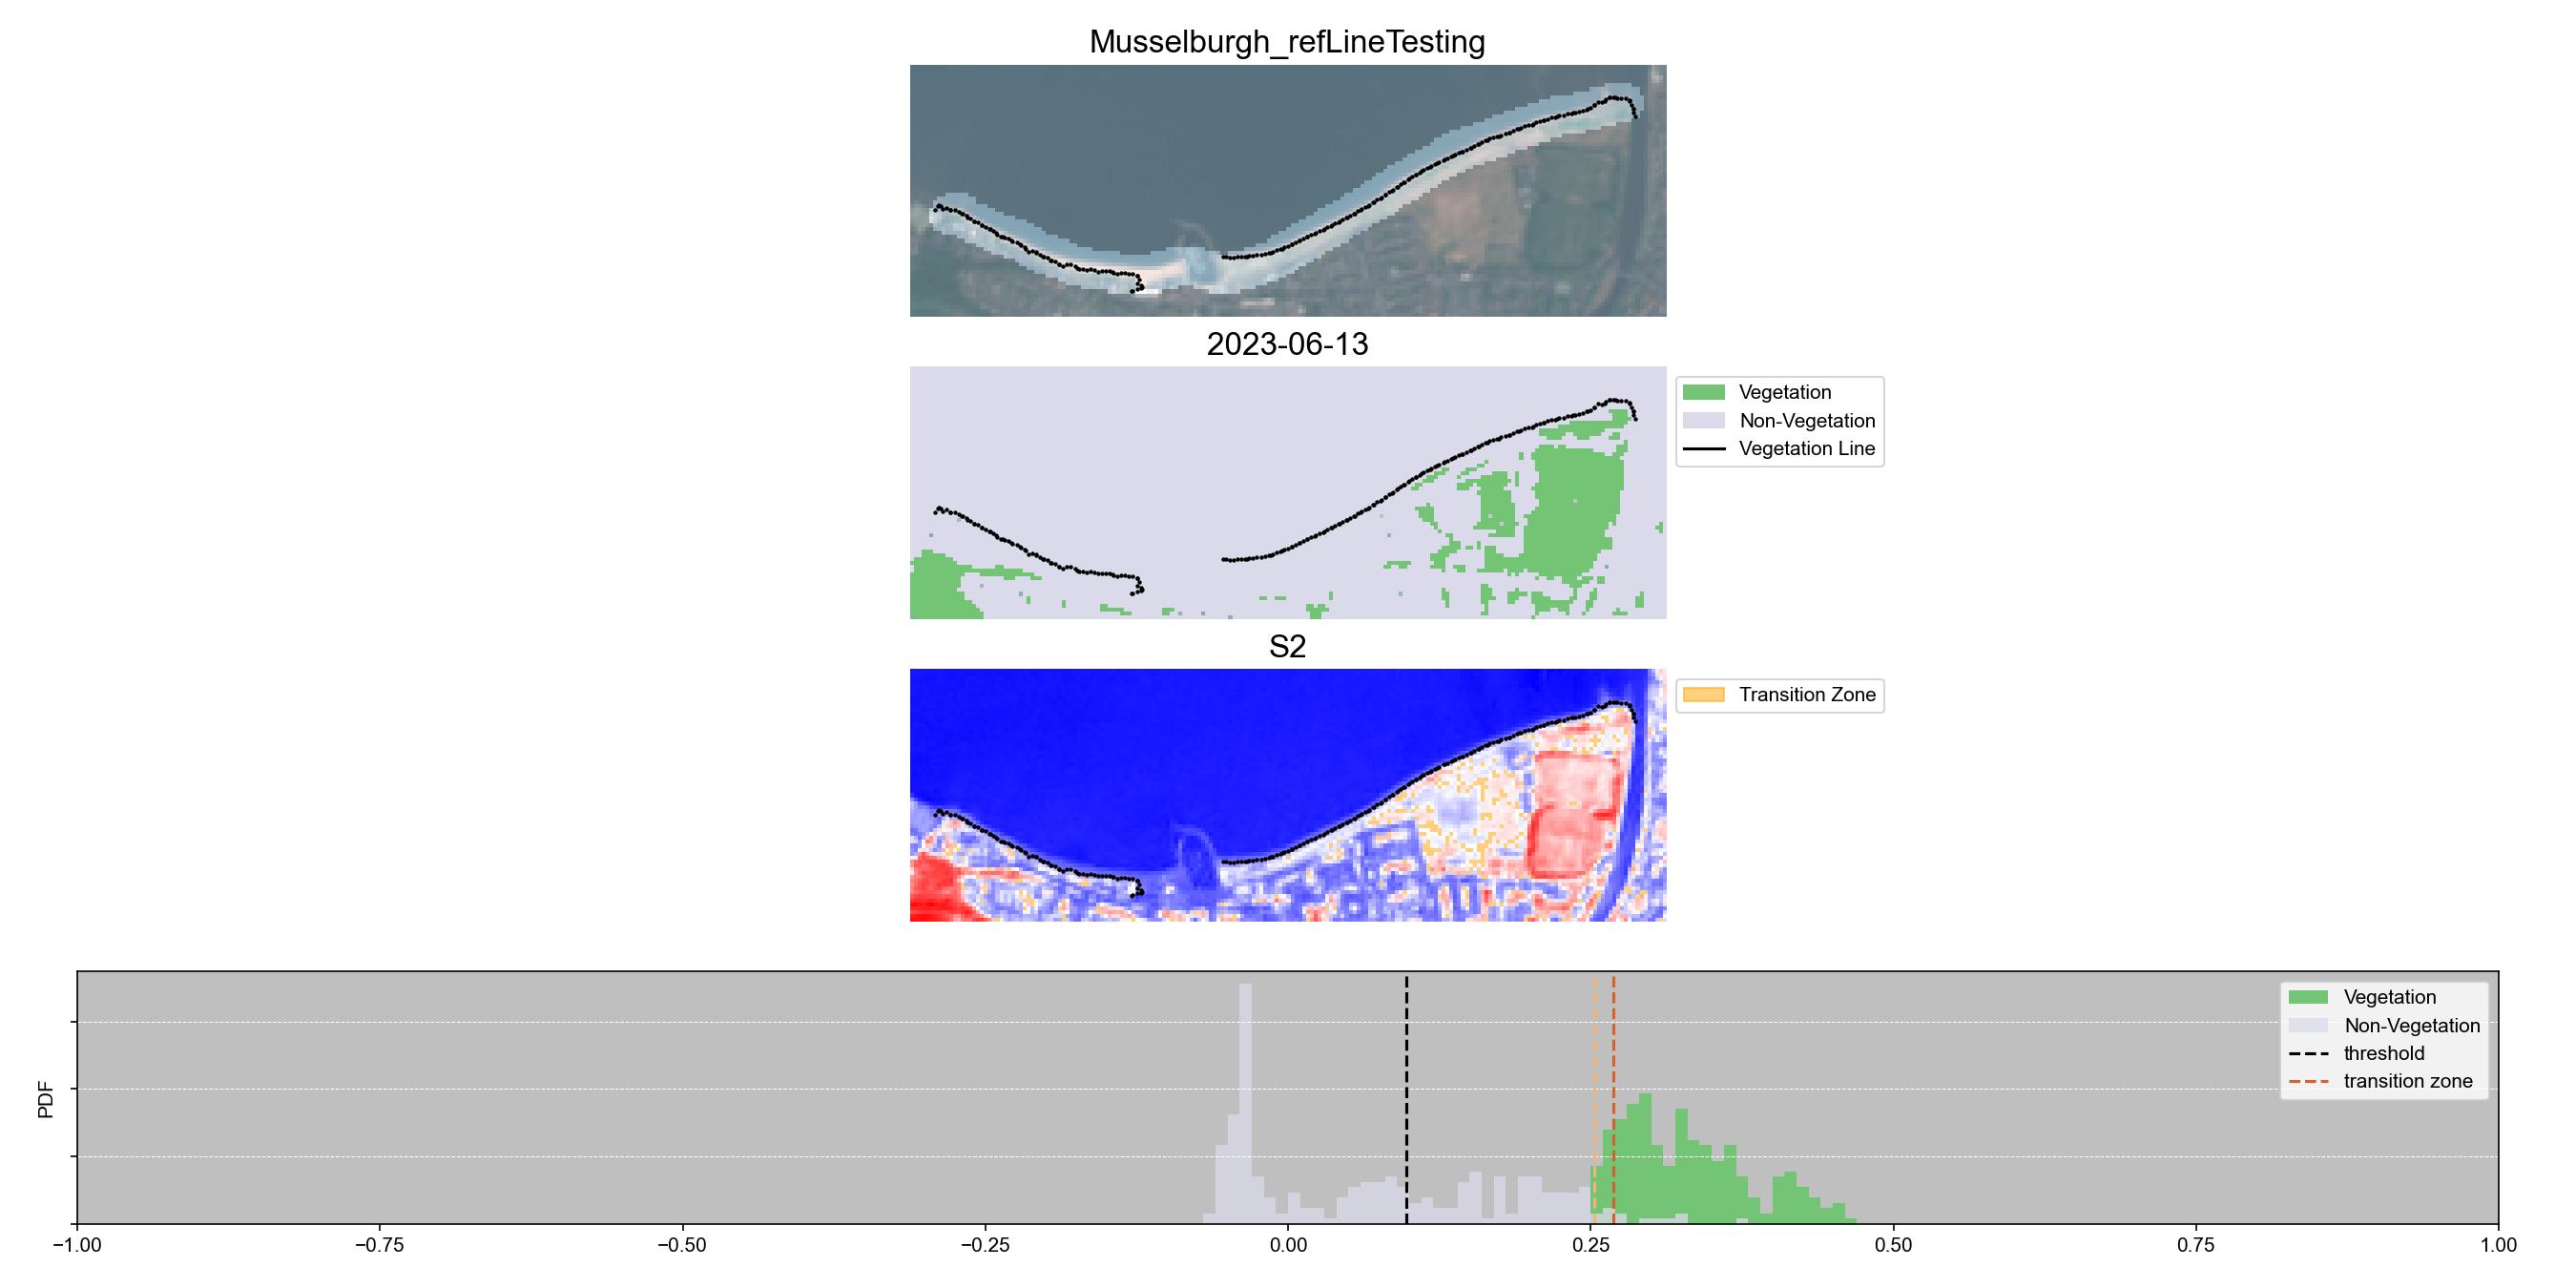 Musselburgh_refLineTesting
2023-06-13
Vegetation
Non-Vegetation
Vegetation Line
S2
Transition Zone
PDF
Vegetation
Non-Vegetation
threshold
transition zone
−1.00 −0.75 −0.50 −0.25 0.00 0.25 0.50 0.75 1.00